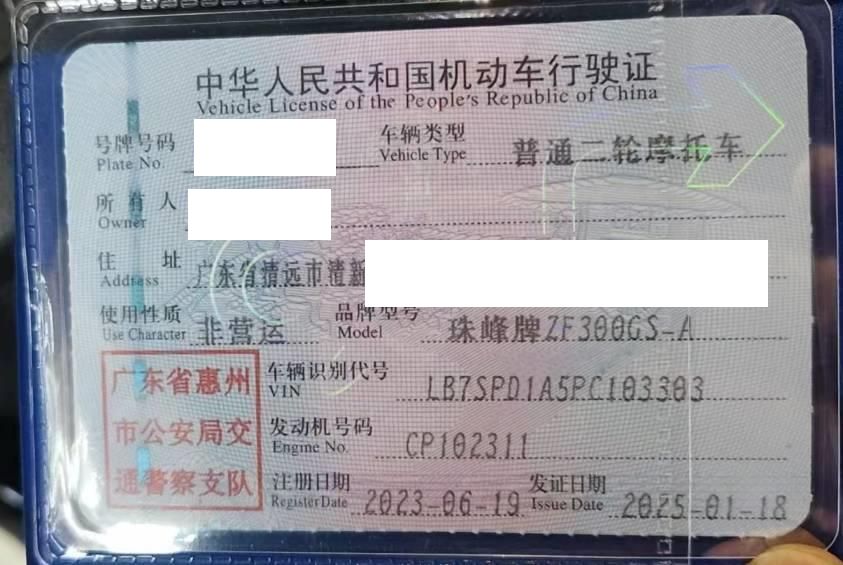 中华人民共和国机动车行驶证
Vehicle License of the People's Republic of China
号牌号码 车辆类型 普通二轮摩托车
Plate No. Vehicle Type
所有人
Owner
住址 广东省清远市清新
Address
使用性质 非营运 品牌型号 珠峰牌ZF300GS-A
Use Character Model
广东省惠州 车辆识别代号 LB7SPD1A5PC103303
VIN
市公安局交 发动机号码 CP102311
Engine No.
通警察支队 注册日期 2023-06-19 发证日期 2025-01-18
Register Date Issue Date